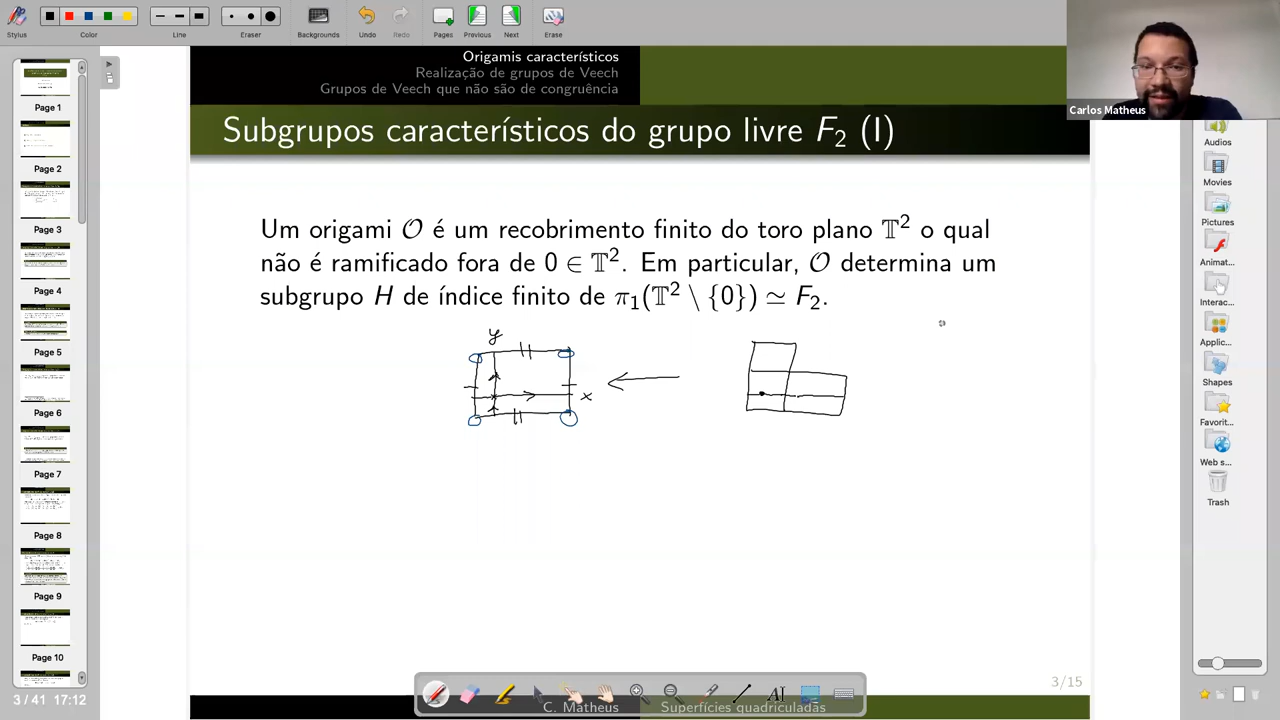 Stylus
Color
Line
Eraser
Backgrounds
Undo
Redo
Pages
Previous
Next
Erase
Carlos Matheus
Origamis característicos
Realização de grupos de Veech
Grupos de Veech que não são de congruência
Subgrupos característicos do grupo livre F₂ (I)
Um origami 𝒪 é um recobrimento finito do toro plano 𝕋² o qual
não é ramificado fora de 0 ∈ 𝕋². Em particular, 𝒪 determina um
subgrupo H de índice finito de π₁(𝕋² \ {0}) ≃ F₂.
y
x
3/15
C. Matheus
Superfícies quadriculadas
Page 1
Page 2
Page 3
Page 4
Page 5
Page 6
Page 7
Page 8
Page 9
Page 10
3 / 41
17:12
Audios
Movies
Pictures
Animat...
Interac...
Applic...
Shapes
Favorit...
Web s...
Trash